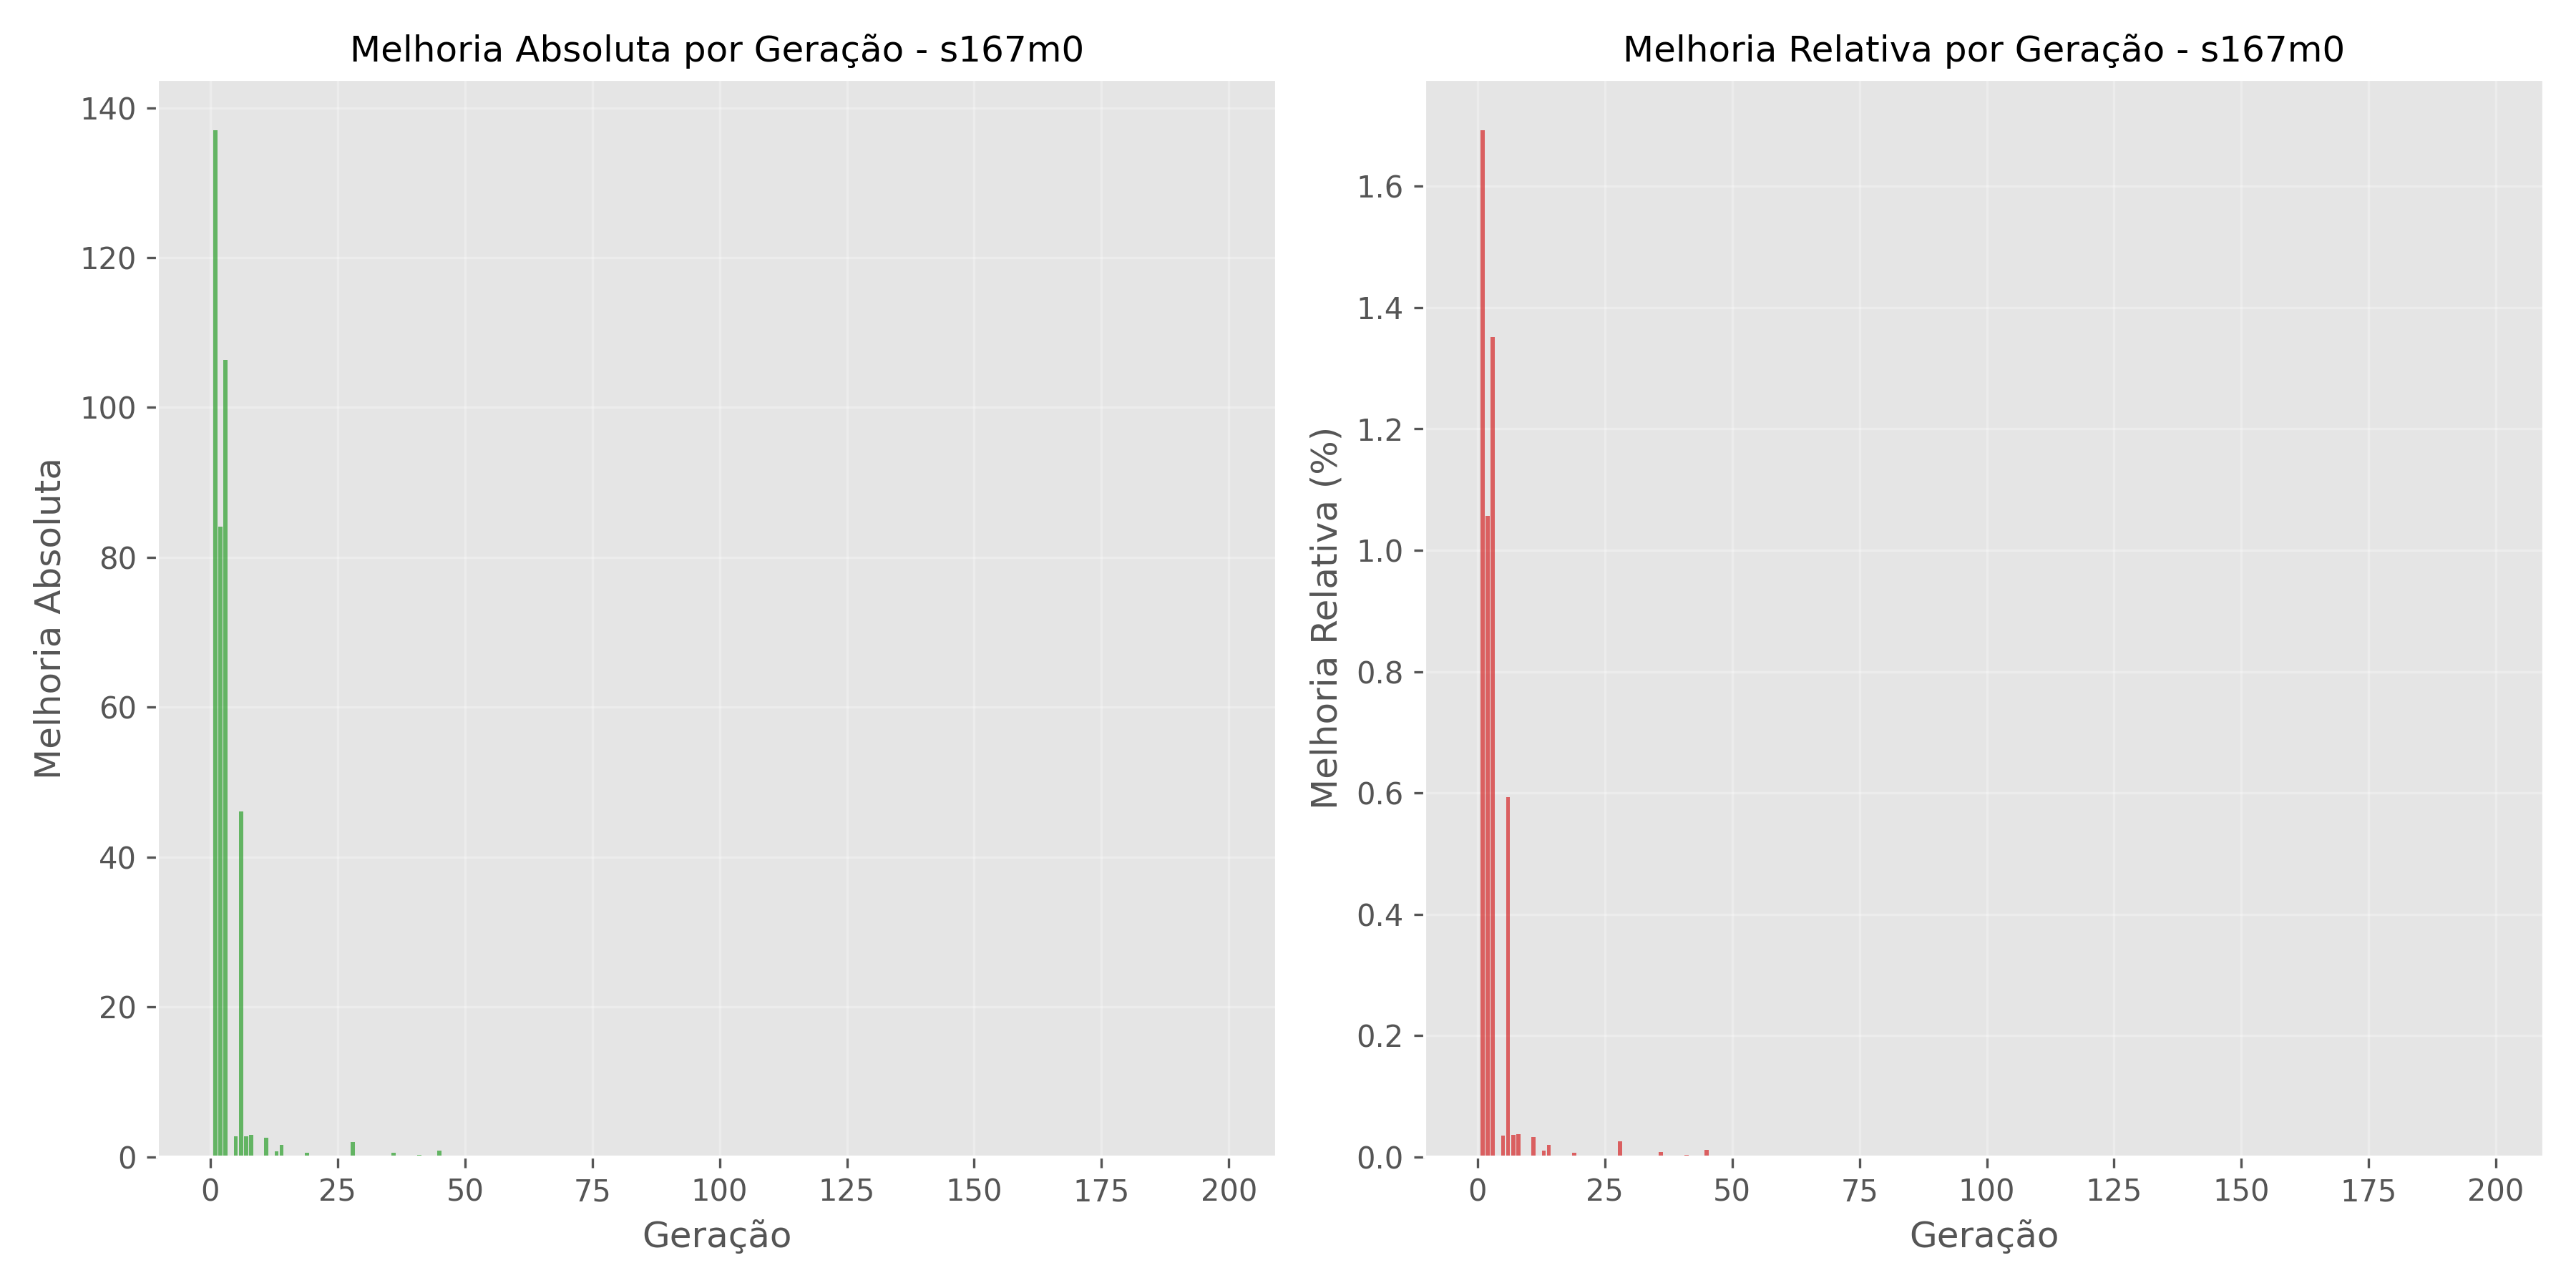 Melhoria Absoluta por Geração - s167m0
Melhoria Absoluta
140
120
100
80
60
40
20
0
0 25 50 75 100 125 150 175 200
Geração
Melhoria Relativa por Geração - s167m0
Melhoria Relativa (%)
1.6
1.4
1.2
1.0
0.8
0.6
0.4
0.2
0.0
0 25 50 75 100 125 150 175 200
Geração